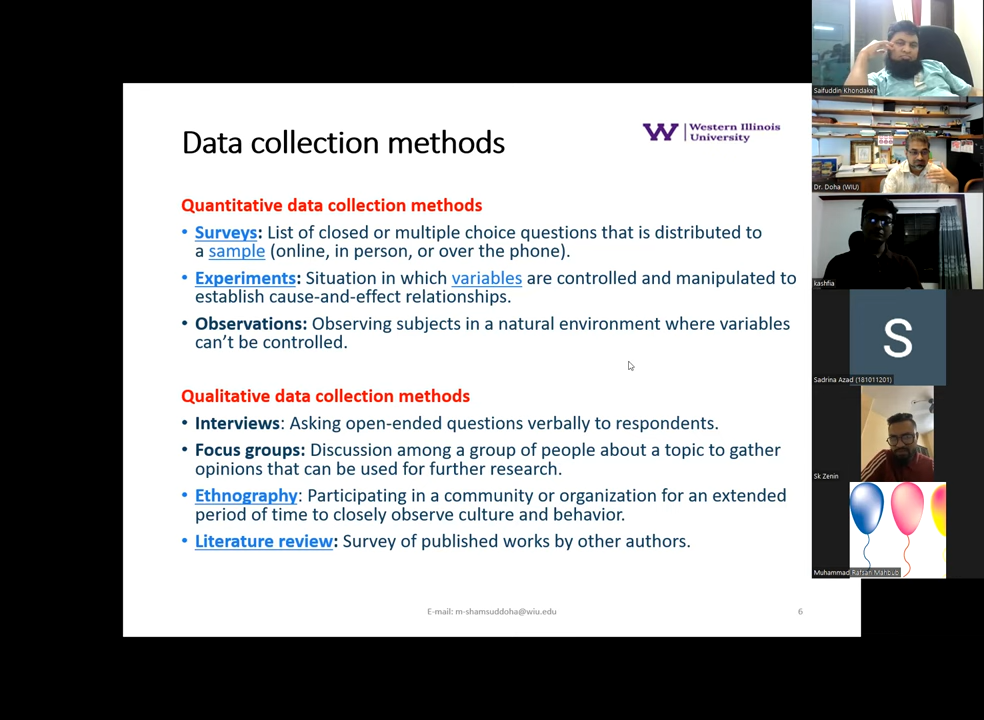 Data collection methods
Western Illinois
University
Quantitative data collection methods
• Surveys: List of closed or multiple choice questions that is distributed to
a sample (online, in person, or over the phone).
• Experiments: Situation in which variables are controlled and manipulated to
establish cause-and-effect relationships.
• Observations: Observing subjects in a natural environment where variables
can't be controlled.
Qualitative data collection methods
• Interviews: Asking open-ended questions verbally to respondents.
• Focus groups: Discussion among a group of people about a topic to gather
opinions that can be used for further research.
• Ethnography: Participating in a community or organization for an extended
period of time to closely observe culture and behavior.
• Literature review: Survey of published works by other authors.
E-mail: m-shamsuddoha@wiu.edu
6
Saifuddin Khondaker
Dr. Doha (WIU)
kashfia
S
Sadrina Azad (181011201)
Sk Zenin
Muhammad Rafsan Mahbub